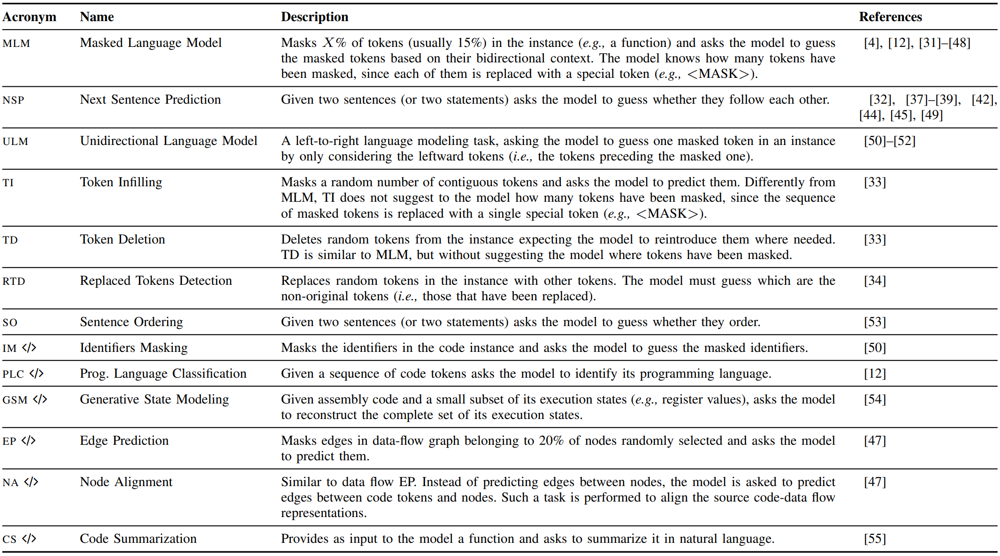 Acronym Name Description References
MLM Masked Language Model Masks X% of tokens (usually 15%) in the instance (e.g., a function) and asks the model to guess [4], [12], [31]–[48]
the masked tokens based on their bidirectional context. The model knows how many tokens have
been masked, since each of them is replaced with a special token (e.g., <MASK>).
NSP Next Sentence Prediction Given two sentences (or two statements) asks the model to guess whether they follow each other. [32], [37]–[39], [42],
[44], [45], [49]
ULM Unidirectional Language Model A left-to-right language modeling task, asking the model to guess one masked token in an instance [50]–[52]
by only considering the leftward tokens (i.e., the tokens preceding the masked one).
TI Token Infilling Masks a random number of contiguous tokens and asks the model to predict them. Differently from [33]
MLM, TI does not suggest to the model how many tokens have been masked, since the sequence
of masked tokens is replaced with a single special token (e.g., <MASK>).
TD Token Deletion Deletes random tokens from the instance expecting the model to reintroduce them where needed. [33]
TD is similar to MLM, but without suggesting the model where tokens have been masked.
RTD Replaced Tokens Detection Replaces random tokens in the instance with other tokens. The model must guess which are the [34]
non-original tokens (i.e., those that have been replaced).
SO Sentence Ordering Given two sentences (or two statements) asks the model to guess whether they order. [53]
IM </> Identifiers Masking Masks the identifiers in the code instance and asks the model to guess the masked identifiers. [50]
PLC </> Prog. Language Classification Given a sequence of code tokens asks the model to identify its programming language. [12]
GSM </> Generative State Modeling Given assembly code and a small subset of its execution states (e.g., register values), asks the model [54]
to reconstruct the complete set of its execution states.
EP </> Edge Prediction Masks edges in data-flow graph belonging to 20% of nodes randomly selected and asks the model [47]
to predict them.
NA </> Node Alignment Similar to data flow EP. Instead of predicting edges between nodes, the model is asked to predict [47]
edges between code tokens and nodes. Such a task is performed to align the source code-data flow
representations.
CS </> Code Summarization Provides as input to the model a function and asks to summarize it in natural language. [55]